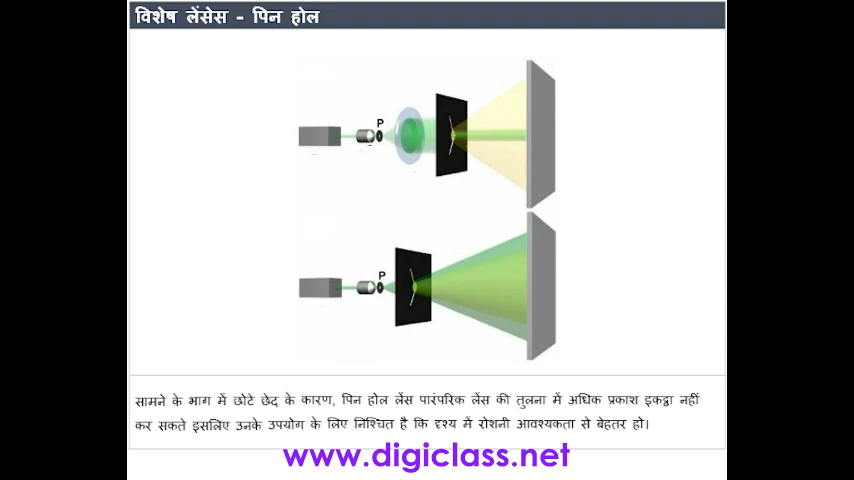 विशेष लेंसेस - पिन होल
P
P
सामने के भाग में छोटे छेद के कारण, पिन होल लेंस पारंपरिक लेंस की तुलना में अधिक प्रकाश इकट्ठा नहीं
कर सकते इसलिए उनके उपयोग के लिए निश्चित है कि दृश्य में रोशनी आवश्यकता से बेहतर हो।
www.digiclass.net